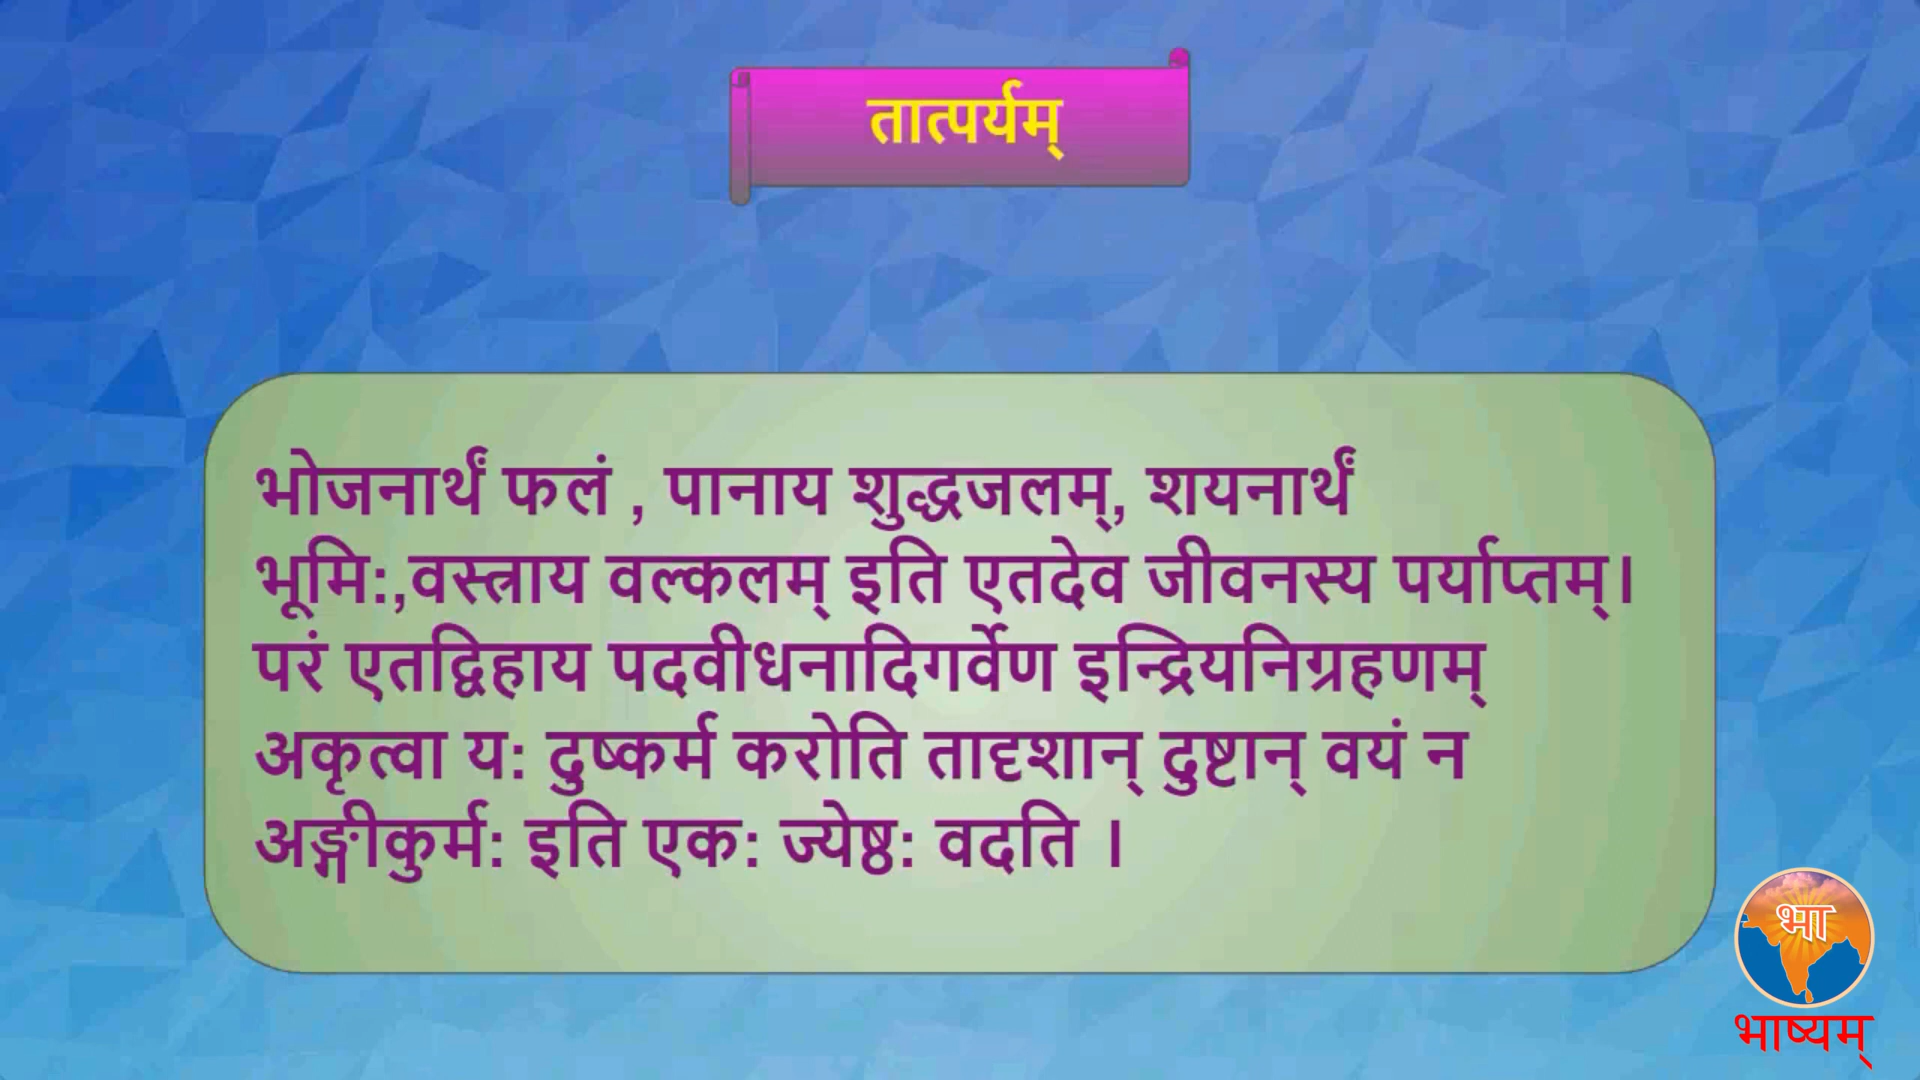 तात्पर्यम्
भोजनार्थं फलं , पानाय शुद्धजलम्, शयनार्थं
भूमि:,वस्त्राय वल्कलम् इति एतदेव जीवनस्य पर्याप्तम्।
परं एतद्विहाय पदवीधनादिगर्वेण इन्द्रियनिग्रहणम्
अकृत्वा य: दुष्कर्म करोति तादृशान् दुष्टान् वयं न
अङ्गीकुर्म: इति एक: ज्येष्ठ: वदति ।
भा
भाष्यम्